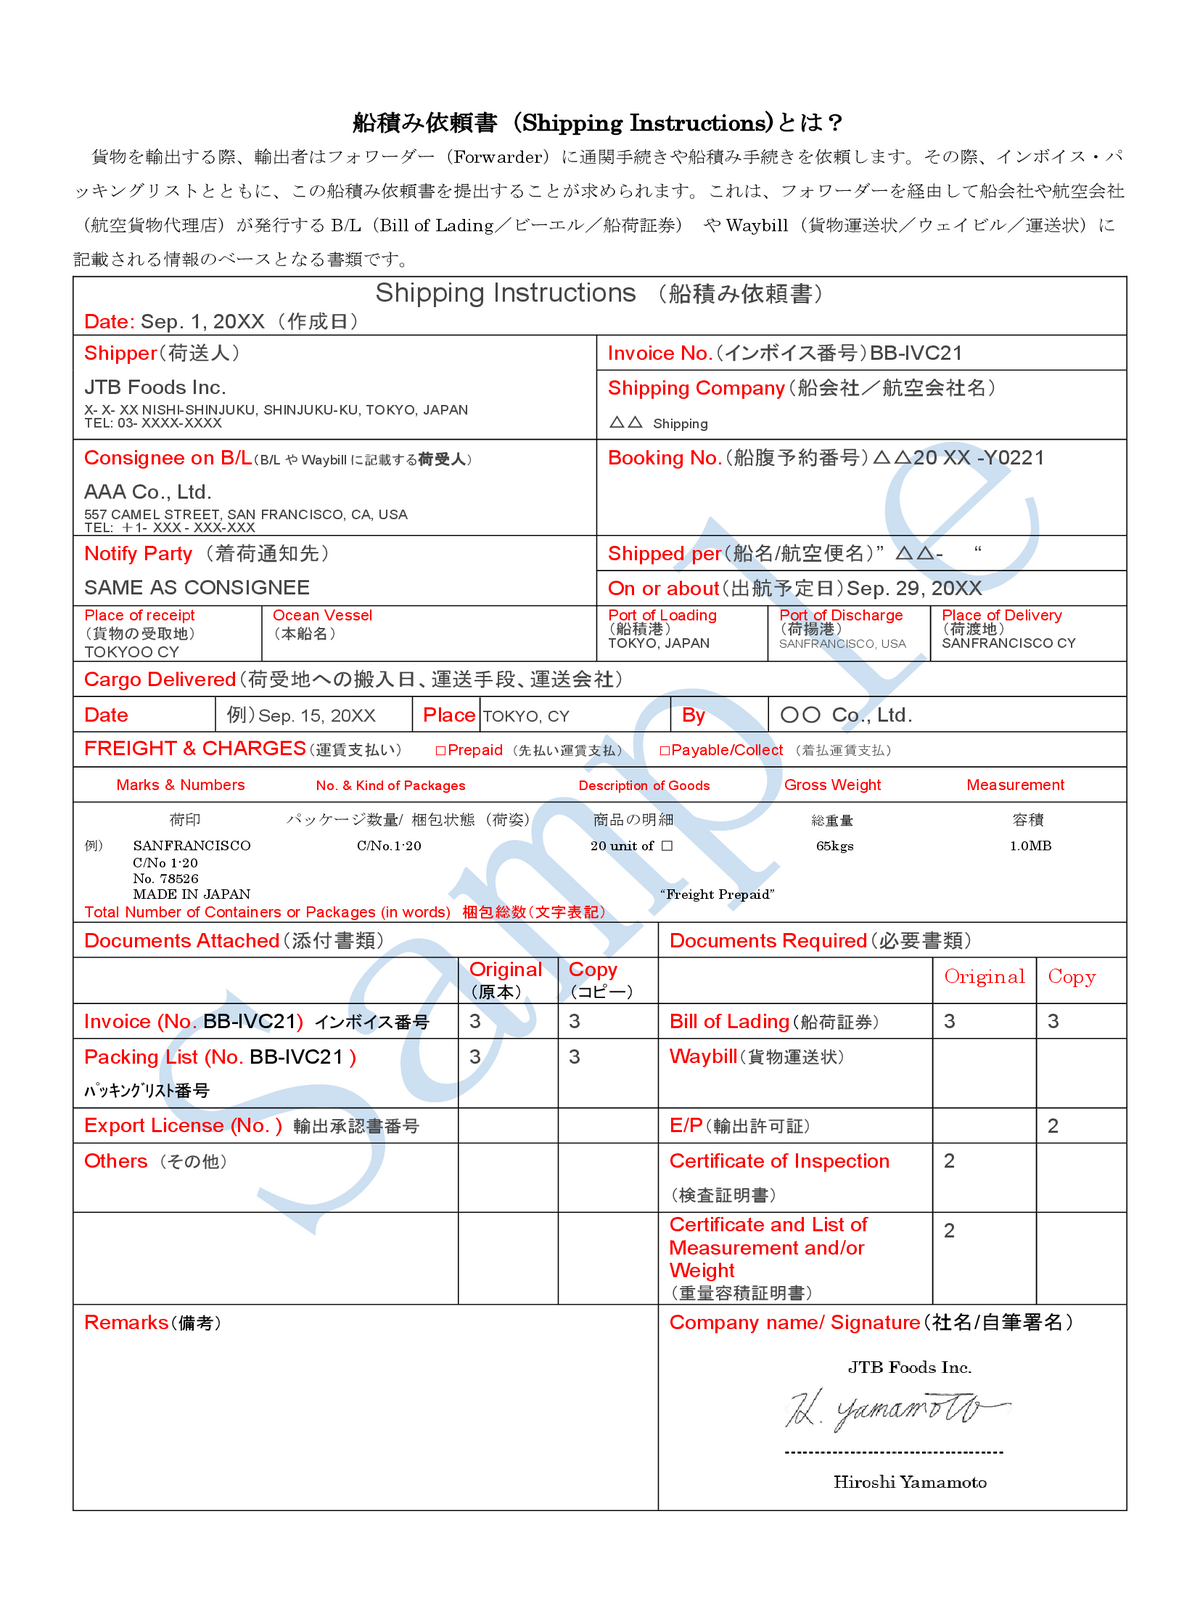 船積み依頼書（Shipping Instructions)とは？
貨物を輸出する際、輸出者はフォワーダー（Forwarder）に通関手続きや船積み手続きを依頼します。その際、インボイス・パ
ッキングリストとともに、この船積み依頼書を提出することが求められます。これは、フォワーダーを経由して船会社や航空会社
（航空貨物代理店）が発行する B/L（Bill of Lading／ビーエル／船荷証券） や Waybill（貨物運送状／ウェイビル／運送状）に
記載される情報のベースとなる書類です。
Shipping Instructions （船積み依頼書）
Date: Sep. 1, 20XX（作成日）
Shipper（荷送人）
JTB Foods Inc.
X- X- XX NISHI-SHINJUKU, SHINJUKU-KU, TOKYO, JAPAN
TEL: 03- XXXX-XXXX
Invoice No.（インボイス番号）BB-IVC21
Shipping Company（船会社／航空会社名）
△△ Shipping
Consignee on B/L（B/L や Waybill に記載する荷受人）
AAA Co., Ltd.
557 CAMEL STREET, SAN FRANCISCO, CA, USA
TEL: ＋1- XXX - XXX-XXX
Booking No.（船腹予約番号）△△20 XX -Y0221
Notify Party （着荷通知先）
SAME AS CONSIGNEE
Shipped per（船名/航空便名）” △△- “
On or about（出航予定日）Sep. 29, 20XX
Place of receipt
（貨物の受取地）
TOKYOO CY
Ocean Vessel
（本船名）
Port of Loading
（船積港）
TOKYO, JAPAN
Port of Discharge
（荷揚港）
SANFRANCISCO, USA
Place of Delivery
（荷渡地）
SANFRANCISCO CY
Cargo Delivered（荷受地への搬入日、運送手段、運送会社）
Date 例）Sep. 15, 20XX Place TOKYO, CY By 〇〇 Co., Ltd.
FREIGHT & CHARGES（運賃支払い） □Prepaid （先払い運賃支払） □Payable/Collect （着払運賃支払）
Marks & Numbers No. & Kind of Packages Description of Goods Gross Weight Measurement
荷印 パッケージ数量/ 梱包状態（荷姿） 商品の明細 総重量 容積
例） SANFRANCISCO C/No.1-20 20 unit of □ 65kgs 1.0MB
C/No 1-20
No. 78526
MADE IN JAPAN “Freight Prepaid”
Total Number of Containers or Packages (in words) 梱包総数（文字表記）
Documents Attached（添付書類）
Original
（原本）
Copy
（コピー）
Invoice (No. BB-IVC21) インボイス番号 3 3
Packing List (No. BB-IVC21 ) 3 3
ﾊﾟｯｷﾝｸﾞﾘｽﾄ番号
Export License (No. ) 輸出承認書番号
Others （その他）
Documents Required（必要書類）
Original Copy
Bill of Lading（船荷証券） 3 3
Waybill（貨物運送状）
E/P（輸出許可証） 2
Certificate of Inspection 2
（検査証明書）
Certificate and List of 2
Measurement and/or
Weight
（重量容積証明書）
Remarks（備考）
Company name/ Signature（社名/自筆署名）
JTB Foods Inc.
H. yamamoto
Hiroshi Yamamoto
Sample